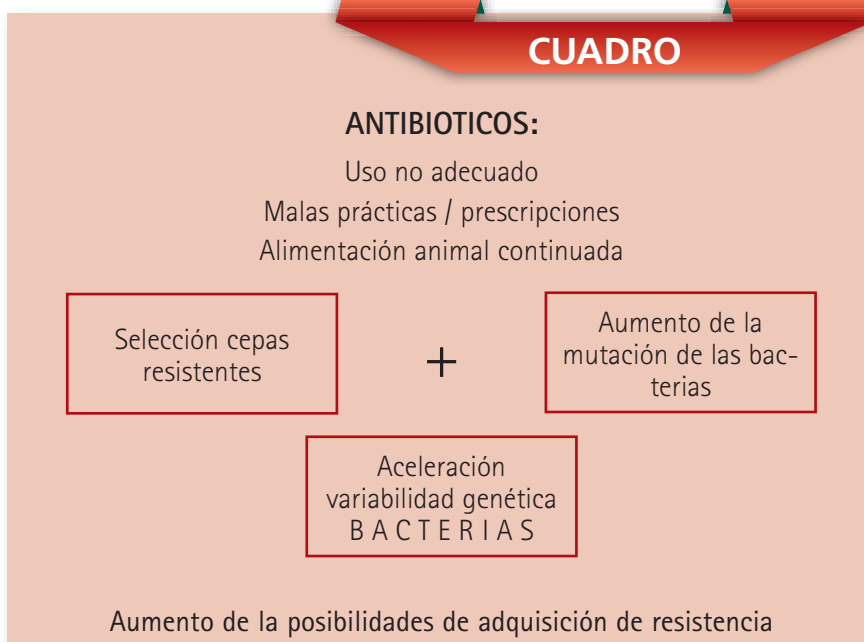 CUADRO
ANTIBIOTICOS:
Uso no adecuado
Malas prácticas / prescripciones
Alimentación animal continuada
Selección cepas
resistentes
+
Aumento de la
mutación de las bac-
terias
Aceleración
variabilidad genética
B A C T E R I A S
Aumento de la posibilidades de adquisición de resistencia